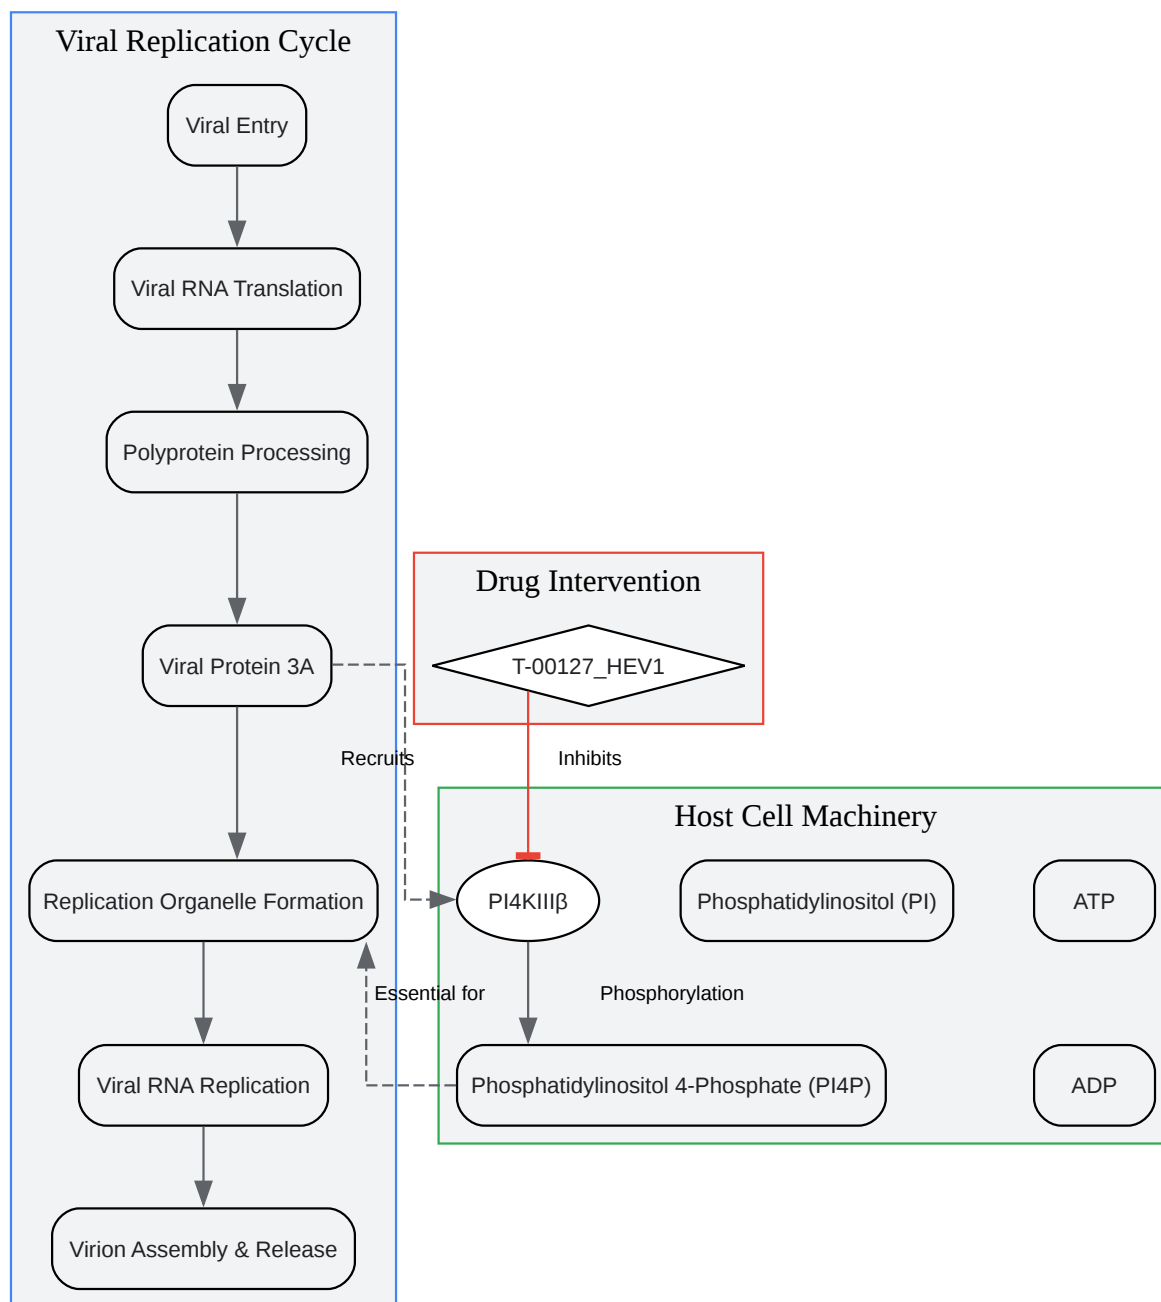 Viral Replication Cycle
Viral Entry
Viral RNA Translation
Polyprotein Processing
Drug Intervention
Viral Protein 3A
T-00127_HEV1
Recruits
Inhibits
Host Cell Machinery
Replication Organelle Formation
PI4KIIIβ
Phosphatidylinositol (PI)
ATP
Essential for
Phosphorylation
Viral RNA Replication
Phosphatidylinositol 4-Phosphate (PI4P)
ADP
Virion Assembly & Release